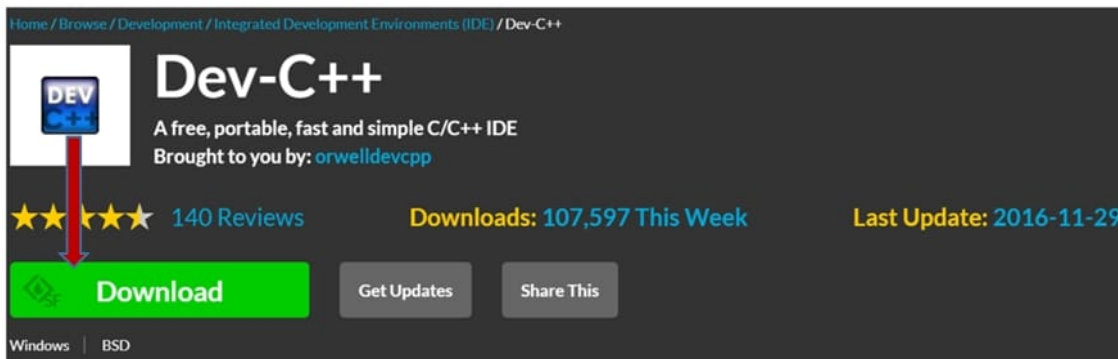 Home / Browse / Development / Integrated Development Environments (IDE) / Dev-C++
DEV
C++
Dev-C++
A free, portable, fast and simple C/C++ IDE
Brought to you by: orwelldevcpp
140 Reviews
Downloads: 107,597 This Week
Last Update: 2016-11-29
SF
Download
Get Updates
Share This
Windows | BSD